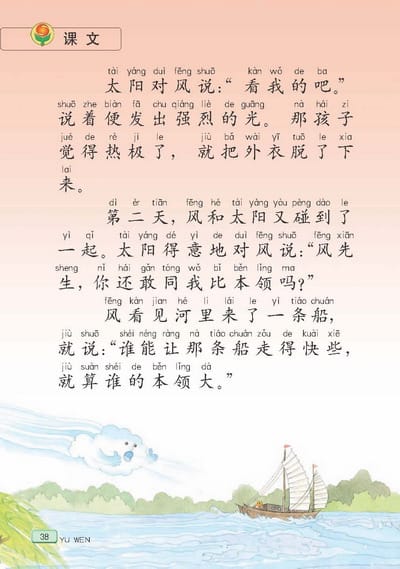 课文
tài yáng duì fēng shuō kàn wǒ de ba
太阳对风说：“看我的吧。”
shuō zhe biàn fā chu qiáng liè de guāng nà hái zi
说着便发出强烈的光。那孩子
jué de rè jí le jiù bǎ wài yī tuō le xia
觉得热极了，就把外衣脱了下
lai
来。
dì èr tiān fēng hé tài yáng yòu pèng dào le
第二天，风和太阳又碰到了
yì qǐ tài yáng dé yì de duì fēng shuō fēng xiān
一起。太阳得意地对风说：“风先
sheng nǐ hái gǎn tóng wǒ bǐ běn lǐng ma
生，你还敢同我比本领吗？”
fēng kàn jian hé li lái le yì tiáo chuán
风看见河里来了一条船，
jiù shuō shéi néng ràng nà tiáo chuán zǒu de kuài xiē
就说：“谁能让那条船走得快些，
jiù suàn shéi de běn lǐng dà
就算谁的本领大。”
38 YU WEN